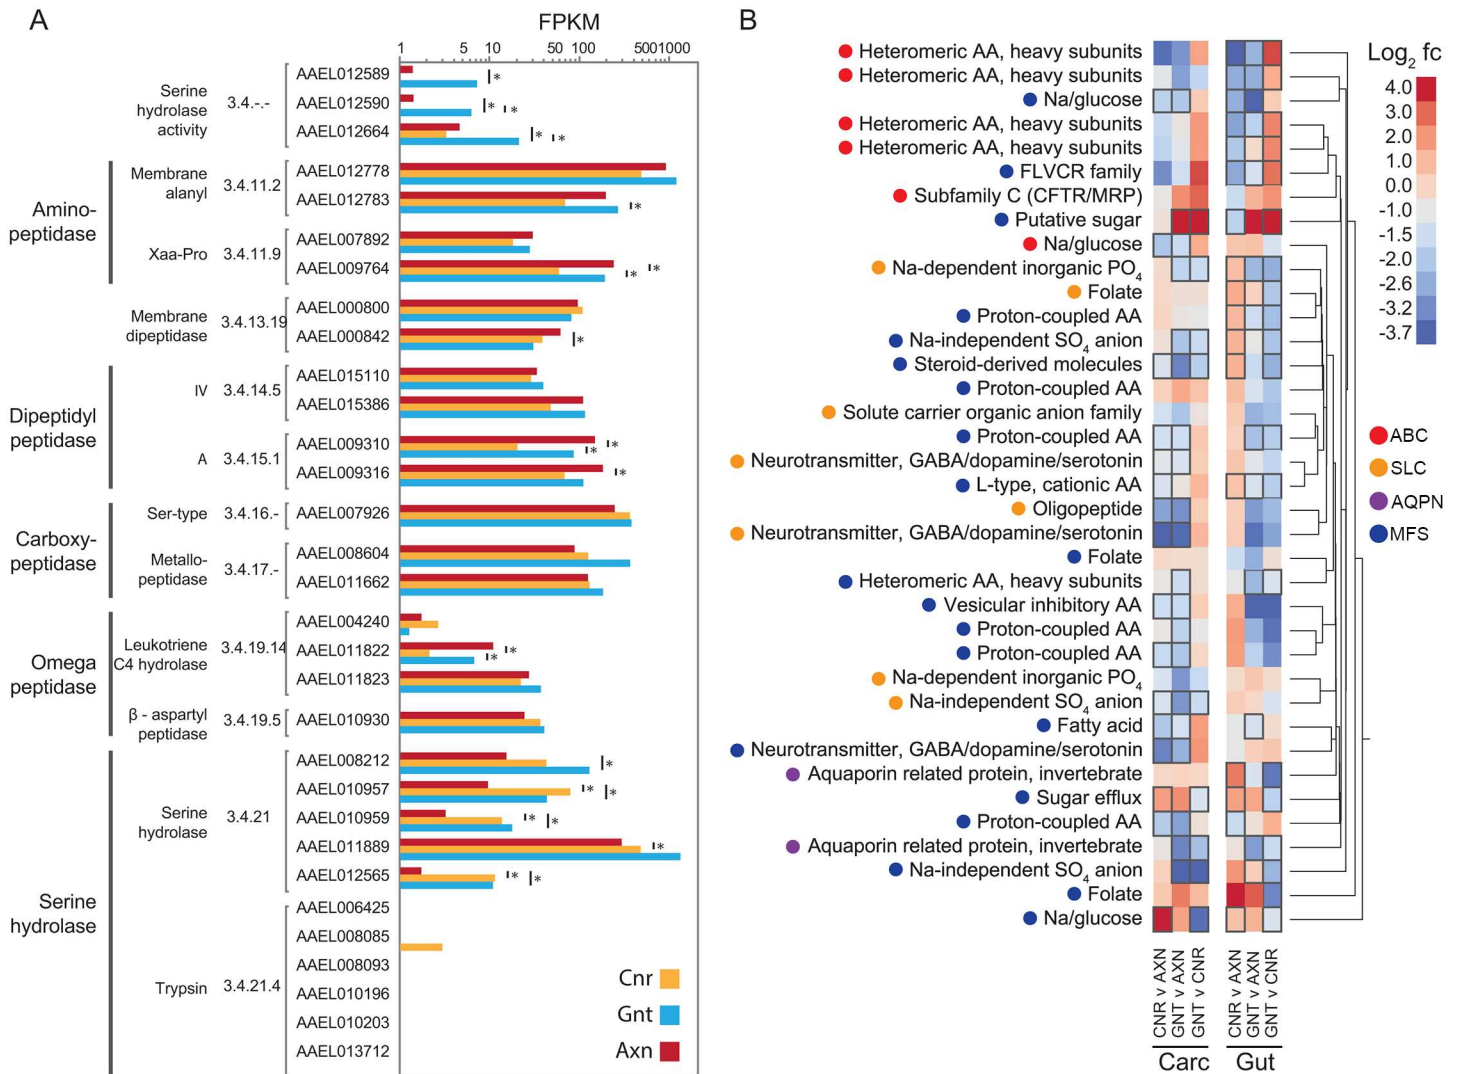 A
FPKM
1 5 10 50 100 500 1000
Serine
hydrolase
activity
3.4.-.-
AAEL012589
*
AAEL012590
* *
AAEL012664
* *
Amino-
peptidase
Membrane
alanyl
3.4.11.2
AAEL012778
AAEL012783
*
Xaa-Pro
3.4.11.9
AAEL007892
AAEL009764
*
*
Membrane
dipeptidase
3.4.13.19
AAEL000800
AAEL000842
*
Dipeptidyl
peptidase
IV
3.4.14.5
AAEL015110
AAEL015386
A
3.4.15.1
AAEL009310
*
*
AAEL009316
*
Carboxy-
peptidase
Ser-type
3.4.16.-
AAEL007926
Metallo-
peptidase
3.4.17.-
AAEL008604
AAEL011662
Omega
peptidase
Leukotriene
C4 hydrolase
3.4.19.14
AAEL004240
AAEL011822
*
*
AAEL011823
β - aspartyl
peptidase
3.4.19.5
AAEL010930
Serine
hydrolase
Serine
hydrolase
3.4.21
AAEL008212
*
AAEL010957
* *
AAEL010959
* *
AAEL011889
*
AAEL012565
* *
Trypsin
3.4.21.4
AAEL006425
AAEL008085
AAEL008093
AAEL010196
AAEL010203
AAEL013712
Cnr
Gnt
Axn
B
Heteromeric AA, heavy subunits
Heteromeric AA, heavy subunits
Na/glucose
Heteromeric AA, heavy subunits
Heteromeric AA, heavy subunits
FLVCR family
Subfamily C (CFTR/MRP)
Putative sugar
Na/glucose
Na-dependent inorganic PO4
Folate
Proton-coupled AA
Na-independent SO4 anion
Steroid-derived molecules
Proton-coupled AA
Solute carrier organic anion family
Proton-coupled AA
Neurotransmitter, GABA/dopamine/serotonin
L-type, cationic AA
Oligopeptide
Neurotransmitter, GABA/dopamine/serotonin
Folate
Heteromeric AA, heavy subunits
Vesicular inhibitory AA
Proton-coupled AA
Proton-coupled AA
Na-dependent inorganic PO4
Na-independent SO4 anion
Fatty acid
Neurotransmitter, GABA/dopamine/serotonin
Aquaporin related protein, invertebrate
Sugar efflux
Proton-coupled AA
Aquaporin related protein, invertebrate
Na-independent SO4 anion
Folate
Na/glucose
CNR v AXN
GNT v AXN
GNT v CNR
CNR v AXN
GNT v AXN
GNT v CNR
Carc
Gut
Log2 fc
4.0
3.0
2.0
1.0
0.0
-1.0
-1.5
-2.0
-2.6
-3.2
-3.7
ABC
SLC
AQPN
MFS